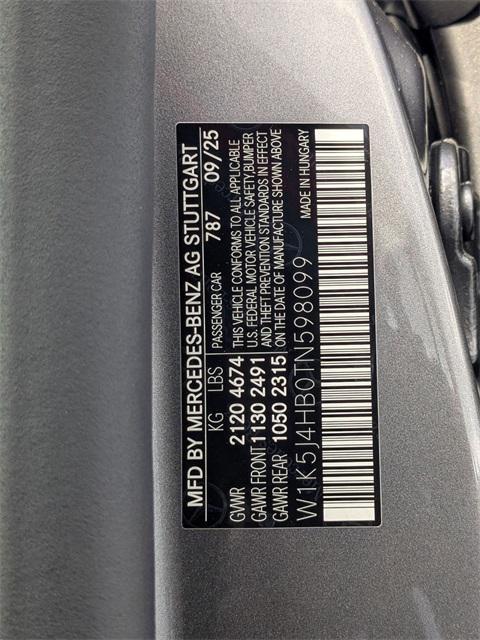 MFD BY MERCEDES-BENZ AG STUTTGART
PASSENGER CAR 787 09/25
KG LBS
GVWR 2120 4674
GAWR FRONT 1130 2491
GAWR REAR 1050 2315
THIS VEHICLE CONFORMS TO ALL APPLICABLE
U.S. FEDERAL MOTOR VEHICLE SAFETY,BUMPER
AND THEFT PREVENTION STANDARDS IN EFFECT
ON THE DATE OF MANUFACTURE SHOWN ABOVE
W1K5J4HB0TN598099
MADE IN HUNGARY